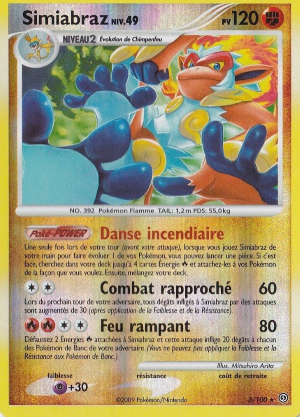 Simiabraz NIV.49 PV 120
NIVEAU 2 Évolution de Chimpenfeu
NO. 392 Pokémon Flamme TAIL: 1,2m PDS: 55,0kg
Poké-POWER Danse incendiaire
Une seule fois lors de votre tour (avant votre attaque), lorsque vous jouez Simiabraz de
votre main pour faire évoluer 1 de vos Pokémon, vous pouvez lancer une pièce. Si c'est
face, cherchez dans votre deck jusqu'à 4 cartes Energie et attachez-les à vos Pokémon
de la façon que vous voulez. Ensuite, mélangez votre deck.
Combat rapproché 60
Lors du prochain tour de votre adversaire, tous dégâts infligés à Simiabraz par des attaques
sont augmentés de 30 (après application de la Faiblesse et de la Résistance).
Feu rampant 80
Défaussez 2 Energies attachées à Simiabraz et cette attaque inflige 20 dégâts à chacun
des Pokémon de Banc de votre adversaire. (Vous ne pouvez pas appliquer la Faiblesse
et la Résistance aux Pokémon de Banc.)
Illus. Mitsuhiro Arita
faiblesse résistance coût de retraite
+30
©2009 Pokémon/Nintendo 3/100 ★